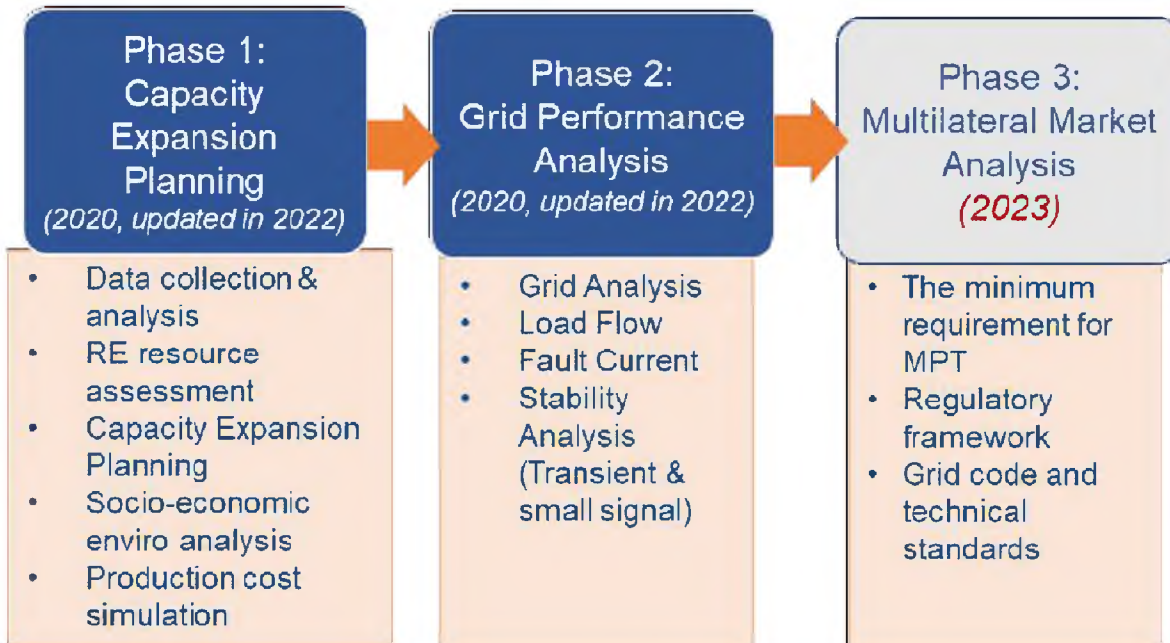 Phase 1:
Capacity
Expansion
Planning
(2020, updated in 2022)
• Data collection &
analysis
• RE resource
assessment
• Capacity Expansion
Planning
• Socio-economic
enviro analysis
• Production cost
simulation
Phase 2:
Grid Performance
Analysis
(2020, updated in 2022)
• Grid Analysis
• Load Flow
• Fault Current
• Stability
Analysis
(Transient &
small signal)
Phase 3:
Multilateral Market
Analysis
(2023)
• The minimum
requirement for
MPT
• Regulatory
framework
• Grid code and
technical
standards